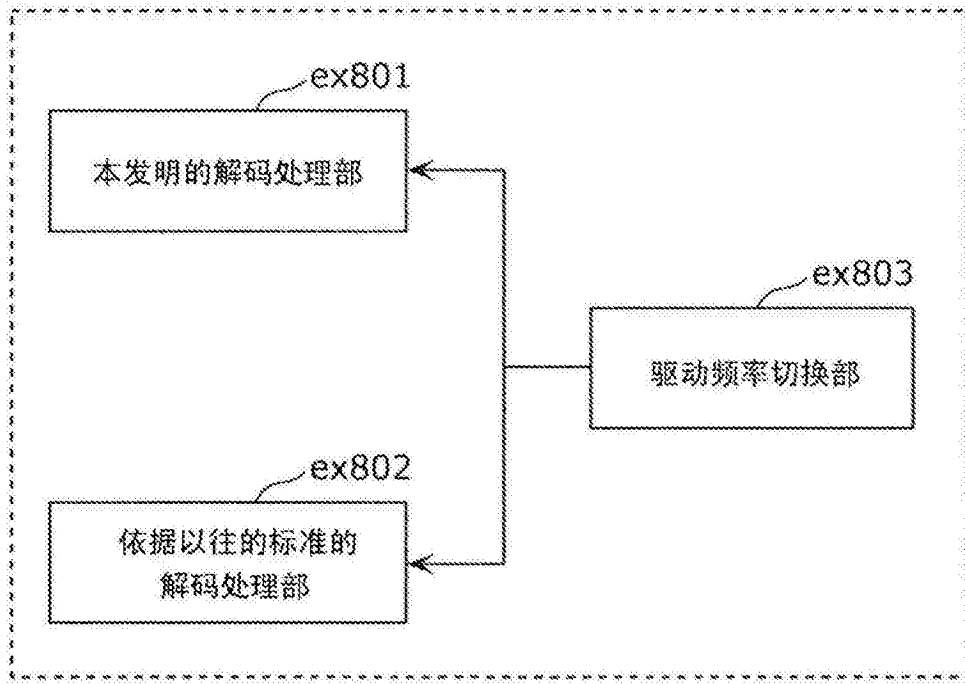 ex801
本发明的解码处理部
ex803
驱动频率切换部
ex802
依据以往的标准的
解码处理部